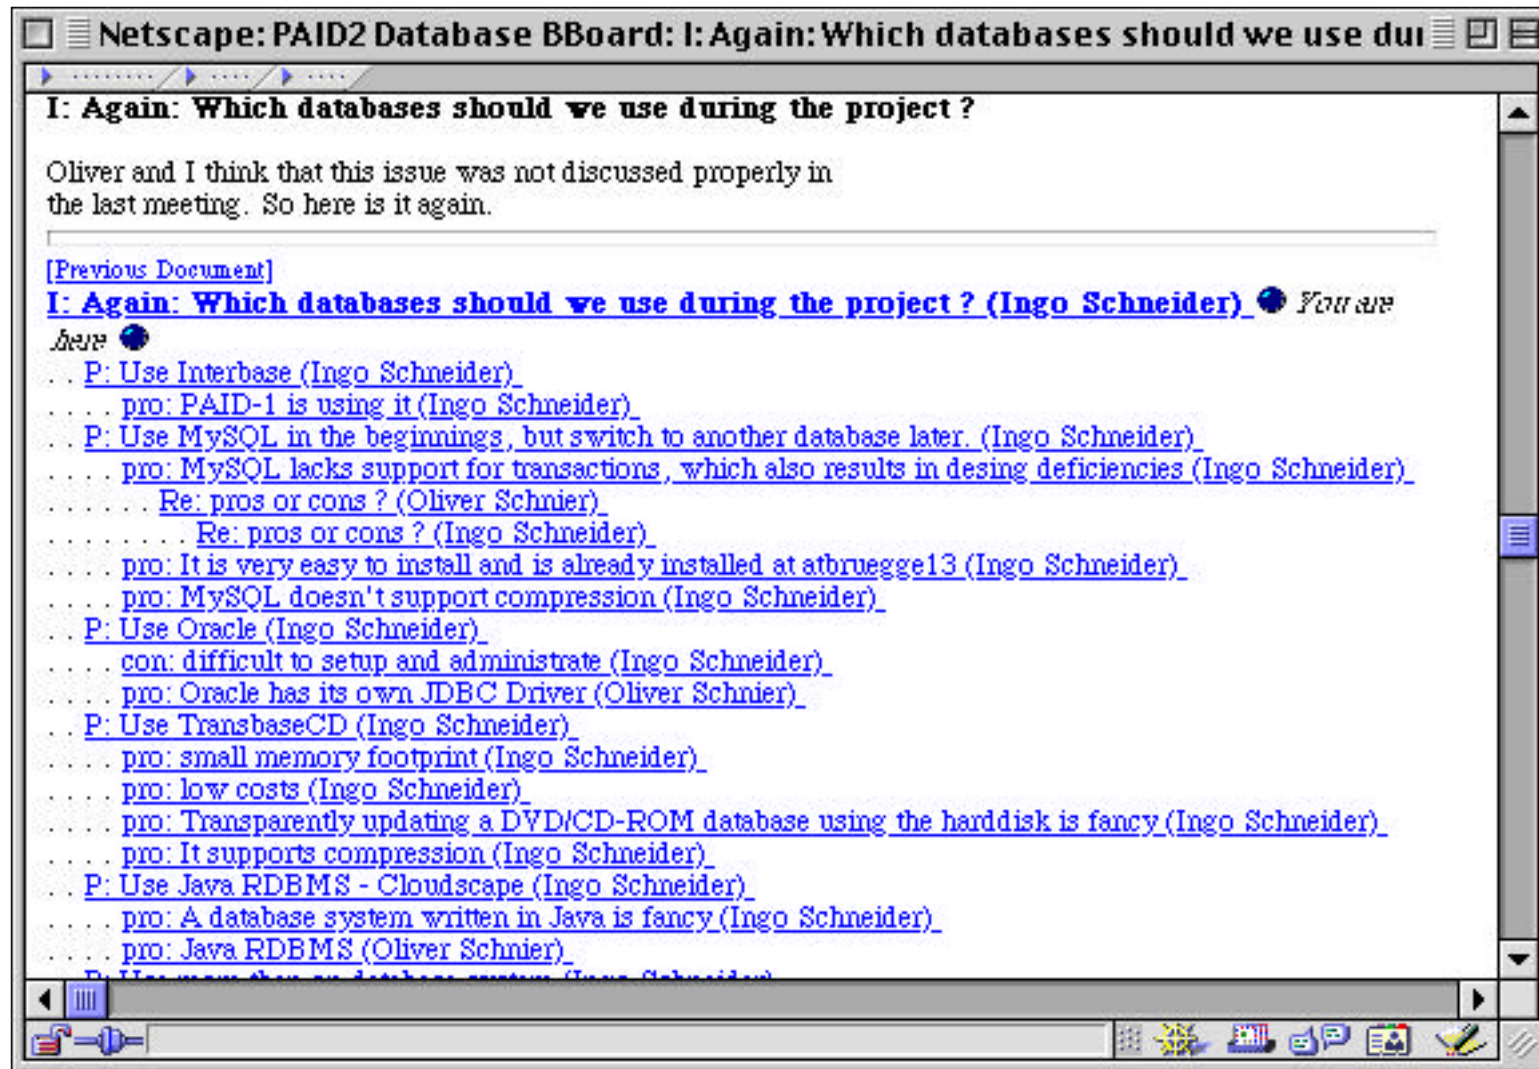 Netscape: PAID2 Database BBoard: I: Again: Which databases should we use dur
I: Again: Which databases should we use during the project ?
Oliver and I think that this issue was not discussed properly in
the last meeting. So here is it again.
[Previous Document]
I: Again: Which databases should we use during the project ? (Ingo Schneider) You are
here
. . P: Use Interbase (Ingo Schneider)
. . . . pro: PAID-1 is using it (Ingo Schneider)
. . P: Use MySQL in the beginnings, but switch to another database later. (Ingo Schneider)
. . . . pro: MySQL lacks support for transactions, which also results in desing deficiencies (Ingo Schneider)
. . . . . . Re: pros or cons ? (Oliver Schnier)
. . . . . . . . Re: pros or cons ? (Ingo Schneider)
. . . . pro: It is very easy to install and is already installed at atbruegge13 (Ingo Schneider)
. . . . pro: MySQL doesn't support compression (Ingo Schneider)
. . P: Use Oracle (Ingo Schneider)
. . . . con: difficult to setup and administrate (Ingo Schneider)
. . . . pro: Oracle has its own JDBC Driver (Oliver Schnier)
. . P: Use TransbaseCD (Ingo Schneider)
. . . . pro: small memory footprint (Ingo Schneider)
. . . . pro: low costs (Ingo Schneider)
. . . . pro: Transparently updating a DVD/CD-ROM database using the harddisk is fancy (Ingo Schneider)
. . . . pro: It supports compression (Ingo Schneider)
. . P: Use Java RDBMS - Cloudscape (Ingo Schneider)
. . . . pro: A database system written in Java is fancy (Ingo Schneider)
. . . . pro: Java RDBMS (Oliver Schnier)
. . P: Use more than on database system (Ingo Schneider)